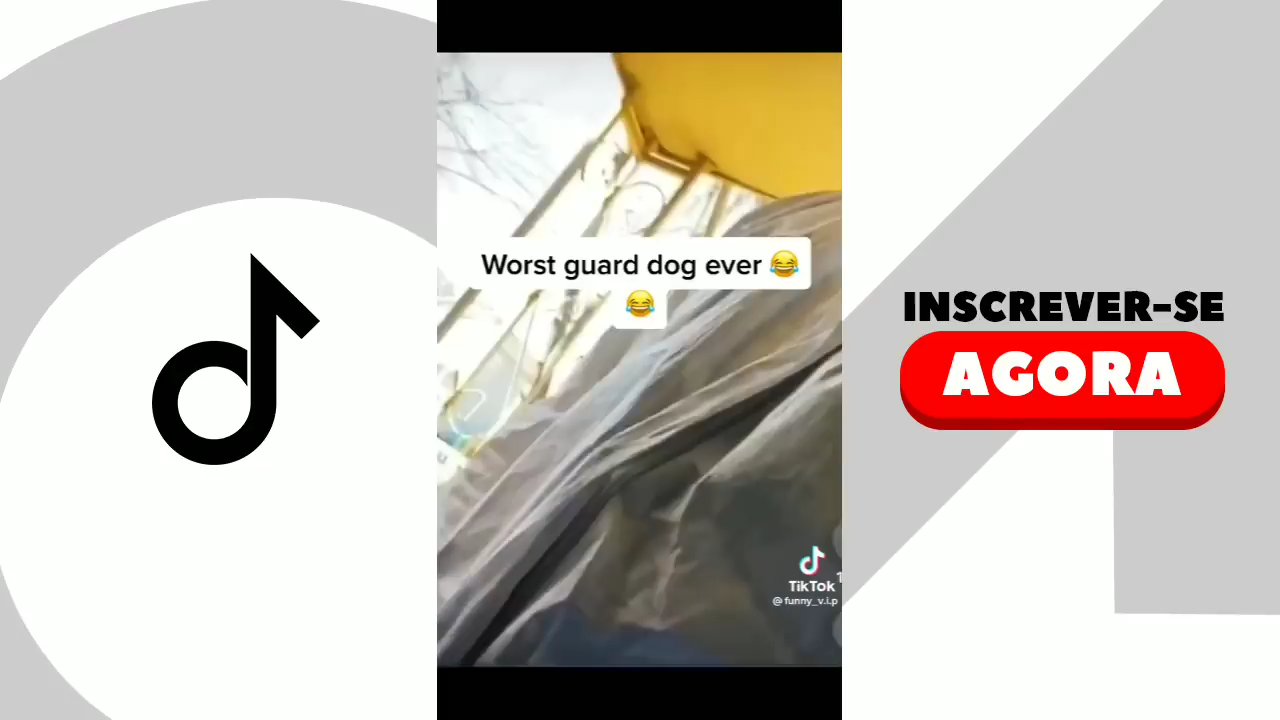 Worst guard dog ever 😂
😂
INSCREVER-SE
AGORA
TikTok
@funny_v.i.p